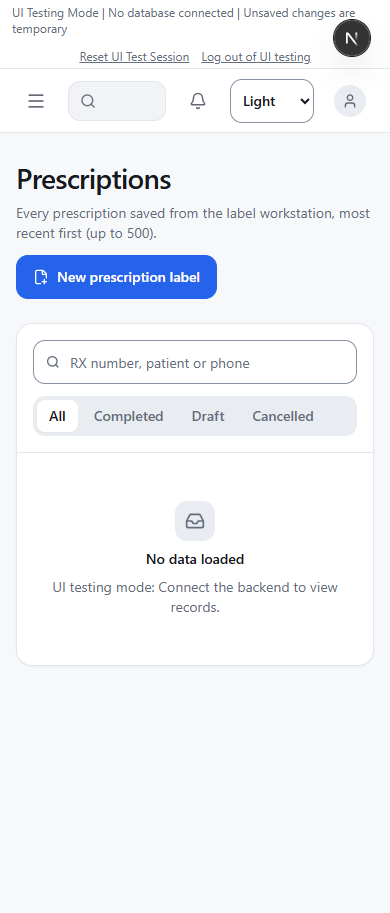 UI Testing Mode | No database connected | Unsaved changes are
temporary
N
Reset UI Test Session Log out of UI testing
Light
Prescriptions
Every prescription saved from the label workstation, most
recent first (up to 500).
New prescription label
RX number, patient or phone
All Completed Draft Cancelled
No data loaded
UI testing mode: Connect the backend to view
records.